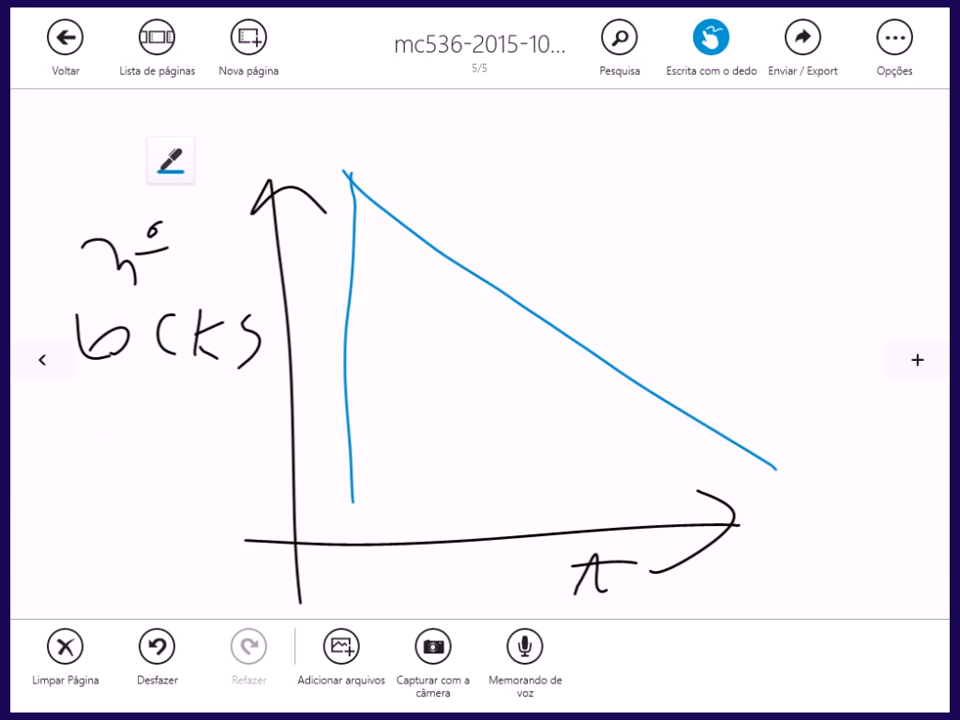 Voltar
Lista de páginas
Nova página
mc536-2015-10...
5/5
Pesquisa
Escrita com o dedo
Enviar / Export
Opções
nº
locks
t
Limpar Página
Desfazer
Refazer
Adicionar arquivos
Capturar com a
câmera
Memorando de
voz